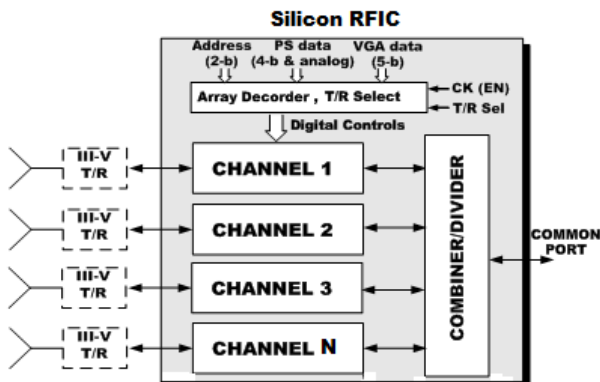 Silicon RFIC
Address PS data VGA data
(2-b) (4-b & analog) (5-b)
Array Decorder , T/R Select
CK (EN)
T/R Sel
Digital Controls
III-V
T/R
CHANNEL 1
III-V
T/R
CHANNEL 2
III-V
T/R
CHANNEL 3
III-V
T/R
CHANNEL N
COMBINER/DIVIDER
COMMON
PORT